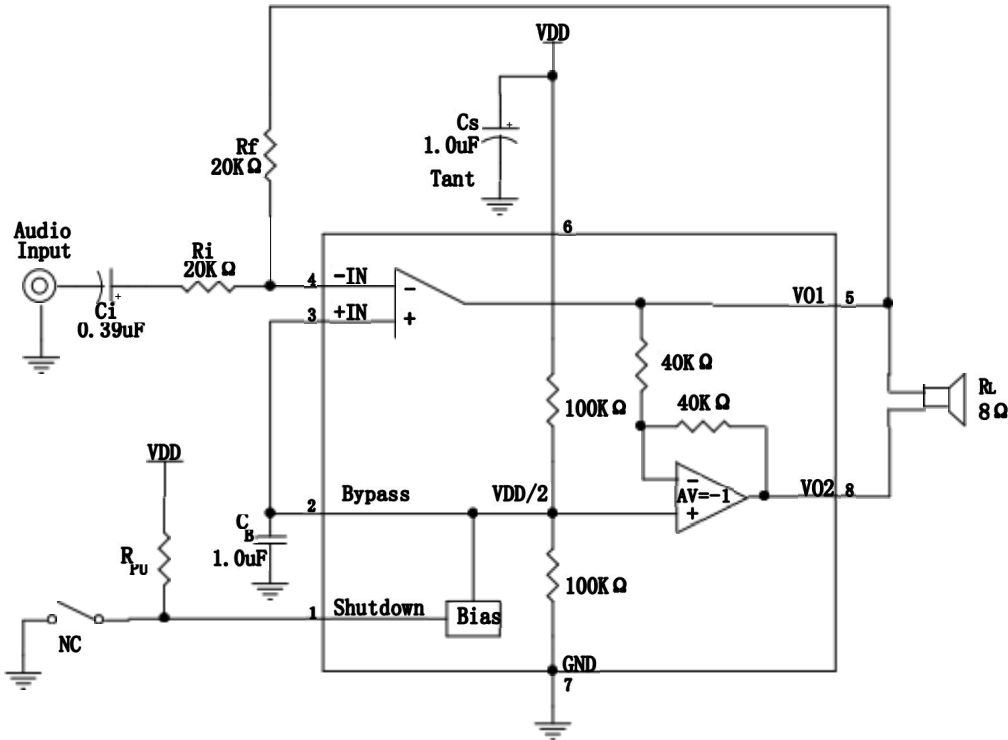 VDD
Cs
+
1.0uF
Tant
Rf
20KΩ
6
Audio
Input
Ri
20KΩ
4
-IN
-
VO1
5
Ci
+
0.39uF
3
+IN
+
40KΩ
100KΩ
40KΩ
RL
8Ω
VDD
2
Bypass
VDD/2
-
AV=-1
+
VO2
8
CB
1.0uF
RPU
100KΩ
1
Shutdown
Bias
NC
GND
7